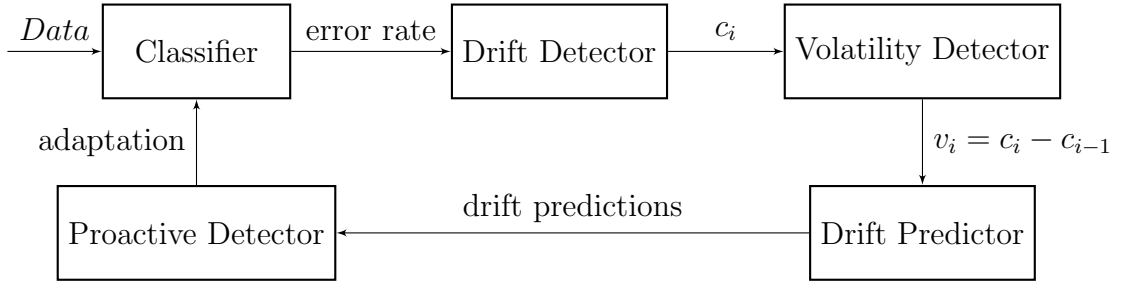 Data
Classifier
error rate
Drift Detector
c_i
Volatility Detector
adaptation
v_i = c_i − c_{i−1}
Proactive Detector
drift predictions
Drift Predictor